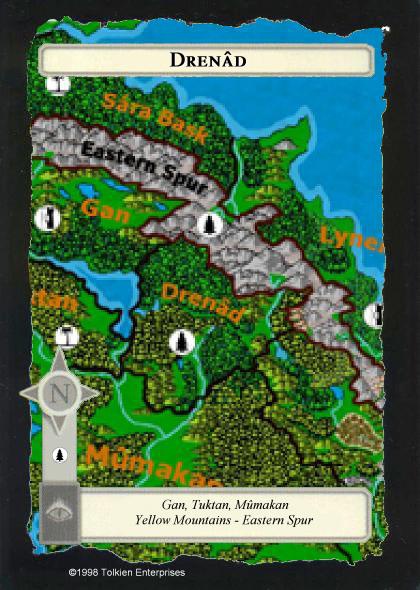 DRENÂD
Sâra Bask
Eastern Spur
Gan
Lyne
Drenâd
tan
N
Mûmakan
Gan, Tuktan, Mûmakan
Yellow Mountains - Eastern Spur
©1998 Tolkien Enterprises